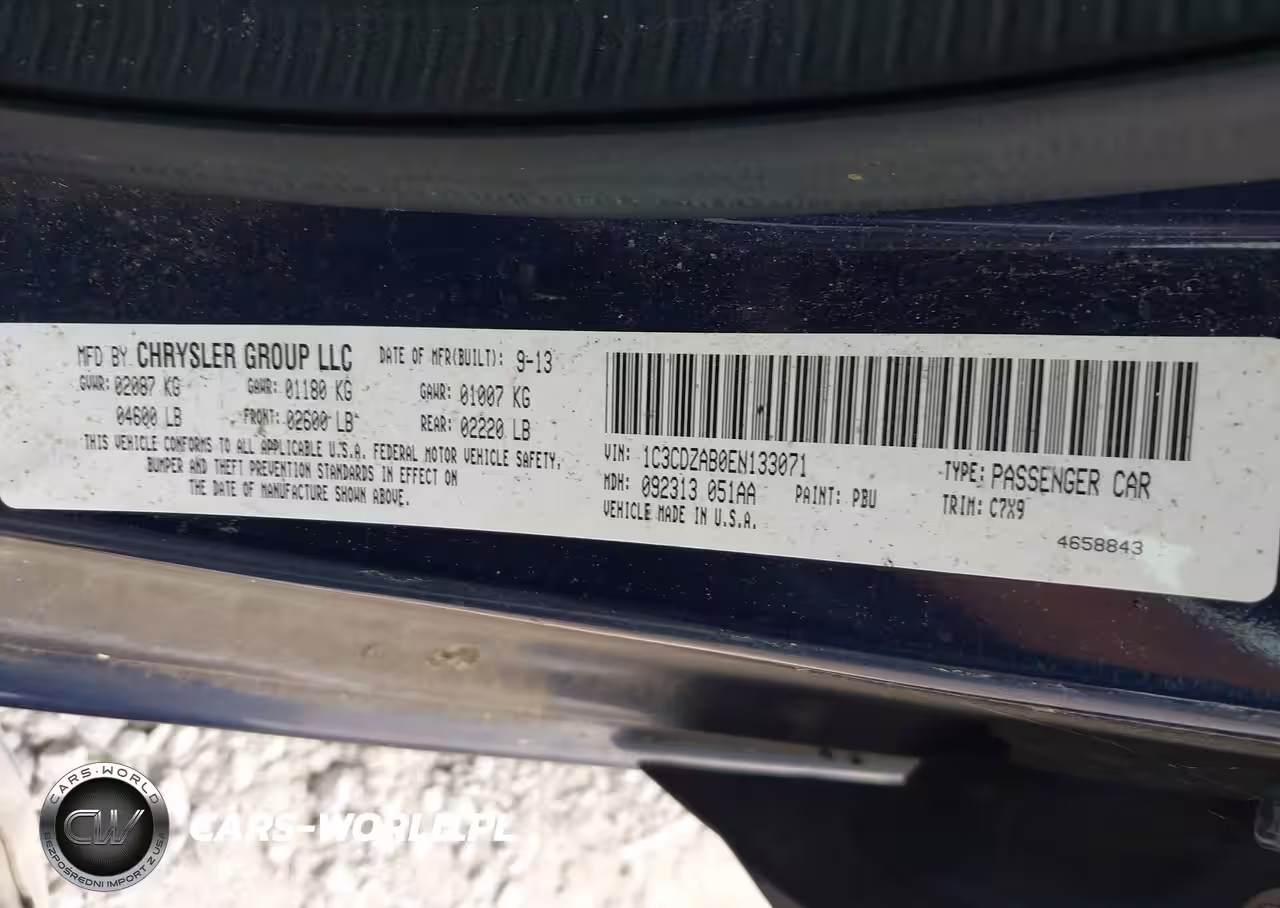 MFD BY CHRYSLER GROUP LLC DATE OF MFR(BUILT): 9-13
GVWR: 02087 KG GAWR: 01180 KG GAWR: 01007 KG
04600 LB FRONT: 02600 LB REAR: 02220 LB
THIS VEHICLE CONFORMS TO ALL APPLICABLE U.S.A. FEDERAL MOTOR VEHICLE SAFETY,
BUMPER AND THEFT PREVENTION STANDARDS IN EFFECT ON
THE DATE OF MANUFACTURE SHOWN ABOVE.
VIN: 1C3CDZAB0EN133071 TYPE: PASSENGER CAR
MDH: 092313 051AA PAINT: PBU TRIM: C7X9
VEHICLE MADE IN U.S.A.
4658843
CARS-WORLD
CW
BEZPOŚREDNI IMPORT Z USA
CARS-WORLD.PL